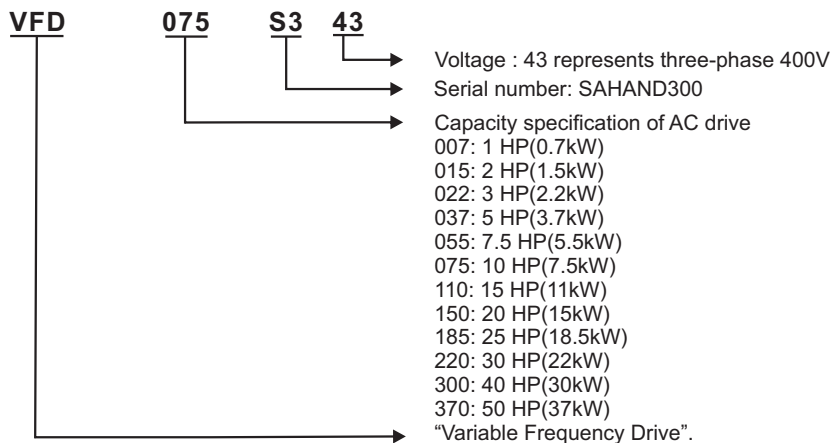 VFD 075 S3 43
Voltage : 43 represents three-phase 400V
Serial number: SAHAND300
Capacity specification of AC drive
007: 1 HP(0.7kW)
015: 2 HP(1.5kW)
022: 3 HP(2.2kW)
037: 5 HP(3.7kW)
055: 7.5 HP(5.5kW)
075: 10 HP(7.5kW)
110: 15 HP(11kW)
150: 20 HP(15kW)
185: 25 HP(18.5kW)
220: 30 HP(22kW)
300: 40 HP(30kW)
370: 50 HP(37kW)
“Variable Frequency Drive”.